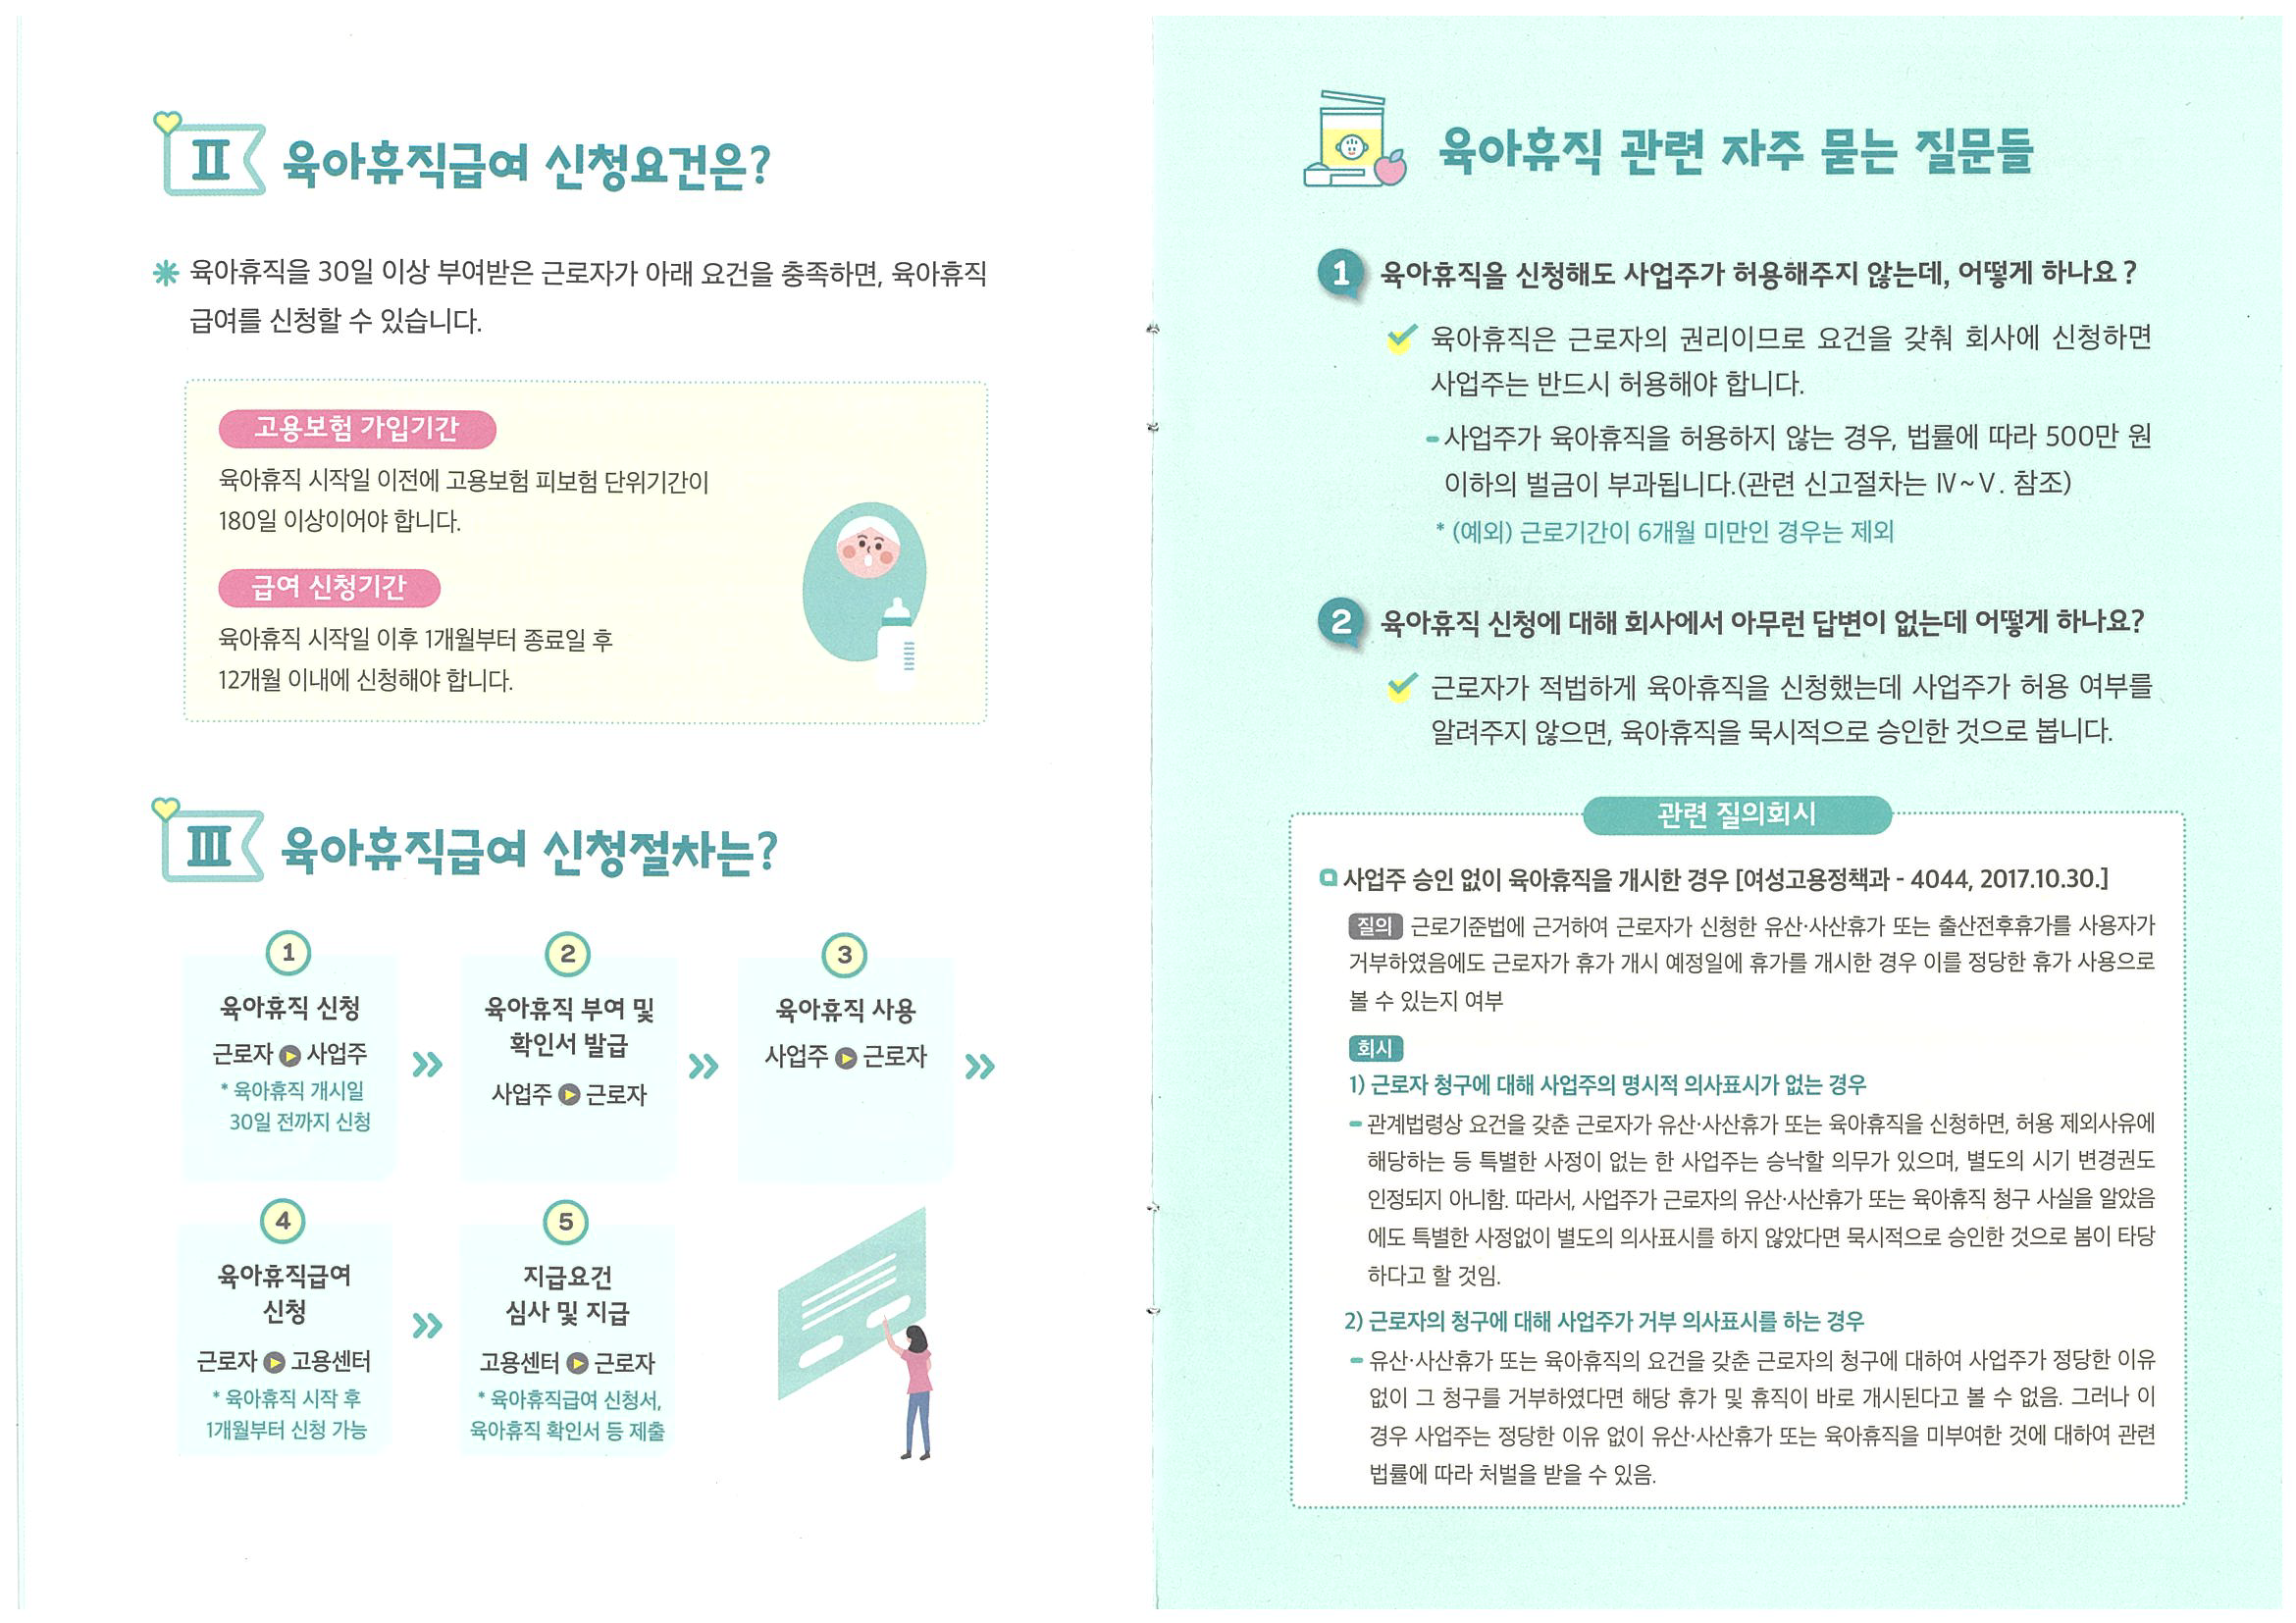 Ⅱ 육아휴직급여 신청요건은?
육아휴직을 30일 이상 부여받은 근로자가 아래 요건을 충족하면, 육아휴직
급여를 신청할 수 있습니다.
고용보험 가입기간
육아휴직 시작일 이전에 고용보험 피보험 단위기간이
180일 이상이어야 합니다.
급여 신청기간
육아휴직 시작일 이후 1개월부터 종료일 후
12개월 이내에 신청해야 합니다.
Ⅲ 육아휴직급여 신청절차는?
1
육아휴직 신청
근로자 ▶ 사업주
* 육아휴직 개시일
30일 전까지 신청
2
육아휴직 부여 및
확인서 발급
사업주 ▶ 근로자
3
육아휴직 사용
사업주 ▶ 근로자
4
육아휴직급여
신청
근로자 ▶ 고용센터
* 육아휴직 시작 후
1개월부터 신청 가능
5
지급요건
심사 및 지급
고용센터 ▶ 근로자
* 육아휴직급여 신청서,
육아휴직 확인서 등 제출
육아휴직 관련 자주 묻는 질문들
1 육아휴직을 신청해도 사업주가 허용해주지 않는데, 어떻게 하나요?
육아휴직은 근로자의 권리이므로 요건을 갖춰 회사에 신청하면
사업주는 반드시 허용해야 합니다.
- 사업주가 육아휴직을 허용하지 않는 경우, 법률에 따라 500만 원
이하의 벌금이 부과됩니다.(관련 신고절차는 Ⅳ~Ⅴ. 참조)
* (예외) 근로기간이 6개월 미만인 경우는 제외
2 육아휴직 신청에 대해 회사에서 아무런 답변이 없는데 어떻게 하나요?
근로자가 적법하게 육아휴직을 신청했는데 사업주가 허용 여부를
알려주지 않으면, 육아휴직을 묵시적으로 승인한 것으로 봅니다.
관련 질의회시
사업주 승인 없이 육아휴직을 개시한 경우 [여성고용정책과 - 4044, 2017.10.30.]
질의 근로기준법에 근거하여 근로자가 신청한 유산·사산휴가 또는 출산전후휴가를 사용자가
거부하였음에도 근로자가 휴가 개시 예정일에 휴가를 개시한 경우 이를 정당한 휴가 사용으로
볼 수 있는지 여부
회시
1) 근로자 청구에 대해 사업주의 명시적 의사표시가 없는 경우
- 관계법령상 요건을 갖춘 근로자가 유산·사산휴가 또는 육아휴직을 신청하면, 허용 제외사유에
해당하는 등 특별한 사정이 없는 한 사업주는 승낙할 의무가 있으며, 별도의 시기 변경권도
인정되지 아니함. 따라서, 사업주가 근로자의 유산·사산휴가 또는 육아휴직 청구 사실을 알았음
에도 특별한 사정없이 별도의 의사표시를 하지 않았다면 묵시적으로 승인한 것으로 봄이 타당
하다고 할 것임.
2) 근로자의 청구에 대해 사업주가 거부 의사표시를 하는 경우
- 유산·사산휴가 또는 육아휴직의 요건을 갖춘 근로자의 청구에 대하여 사업주가 정당한 이유
없이 그 청구를 거부하였다면 해당 휴가 및 휴직이 바로 개시된다고 볼 수 없음. 그러나 이
경우 사업주는 정당한 이유 없이 유산·사산휴가 또는 육아휴직을 미부여한 것에 대하여 관련
법률에 따라 처벌을 받을 수 있음.